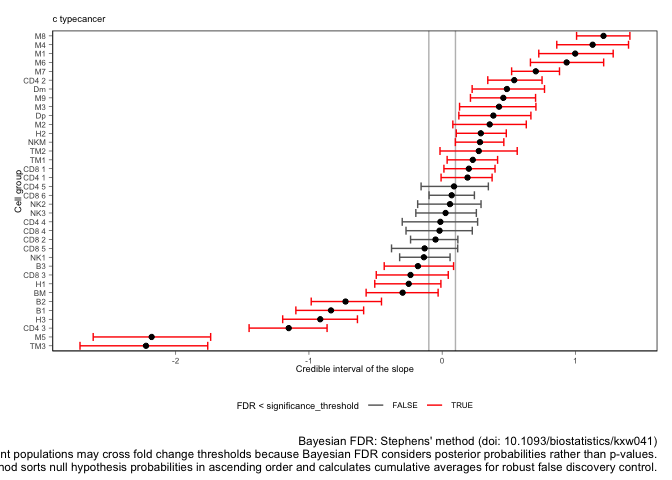 c typecancer
M8
M4
M1
M6
M7
CD4 2
Dm
M9
M3
Dp
M2
H2
NKM
TM2
TM1
CD8 1
CD4 1
CD4 5
CD8 6
NK2
NK3
CD4 4
CD8 4
CD8 2
CD8 5
NK1
B3
CD8 3
H1
BM
B2
B1
H3
CD4 3
M5
TM3
Cell group
-2 -1 0 1
Credible interval of the slope
FDR < significance_threshold FALSE TRUE
Bayesian FDR: Stephens' method (doi: 10.1093/biostatistics/kxw041)
nt populations may cross fold change thresholds because Bayesian FDR considers posterior probabilities rather than p-values.
nod sorts null hypothesis probabilities in ascending order and calculates cumulative averages for robust false discovery control.